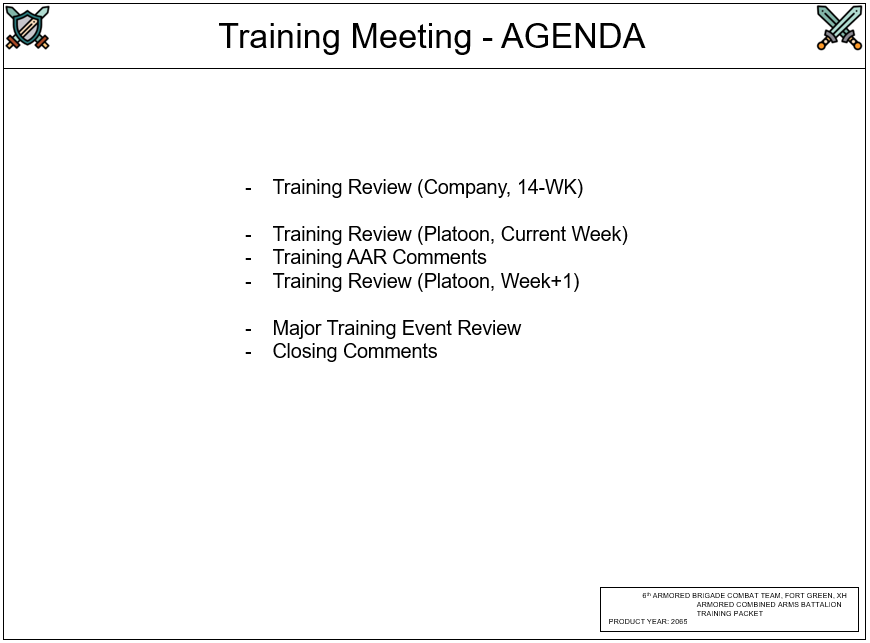 Training Meeting - AGENDA
- Training Review (Company, 14-WK)
- Training Review (Platoon, Current Week)
- Training AAR Comments
- Training Review (Platoon, Week+1)
- Major Training Event Review
- Closing Comments
6th ARMORED BRIGADE COMBAT TEAM, FORT GREEN, XH
ARMORED COMBINED ARMS BATTALION
TRAINING PACKET
PRODUCT YEAR: 2065